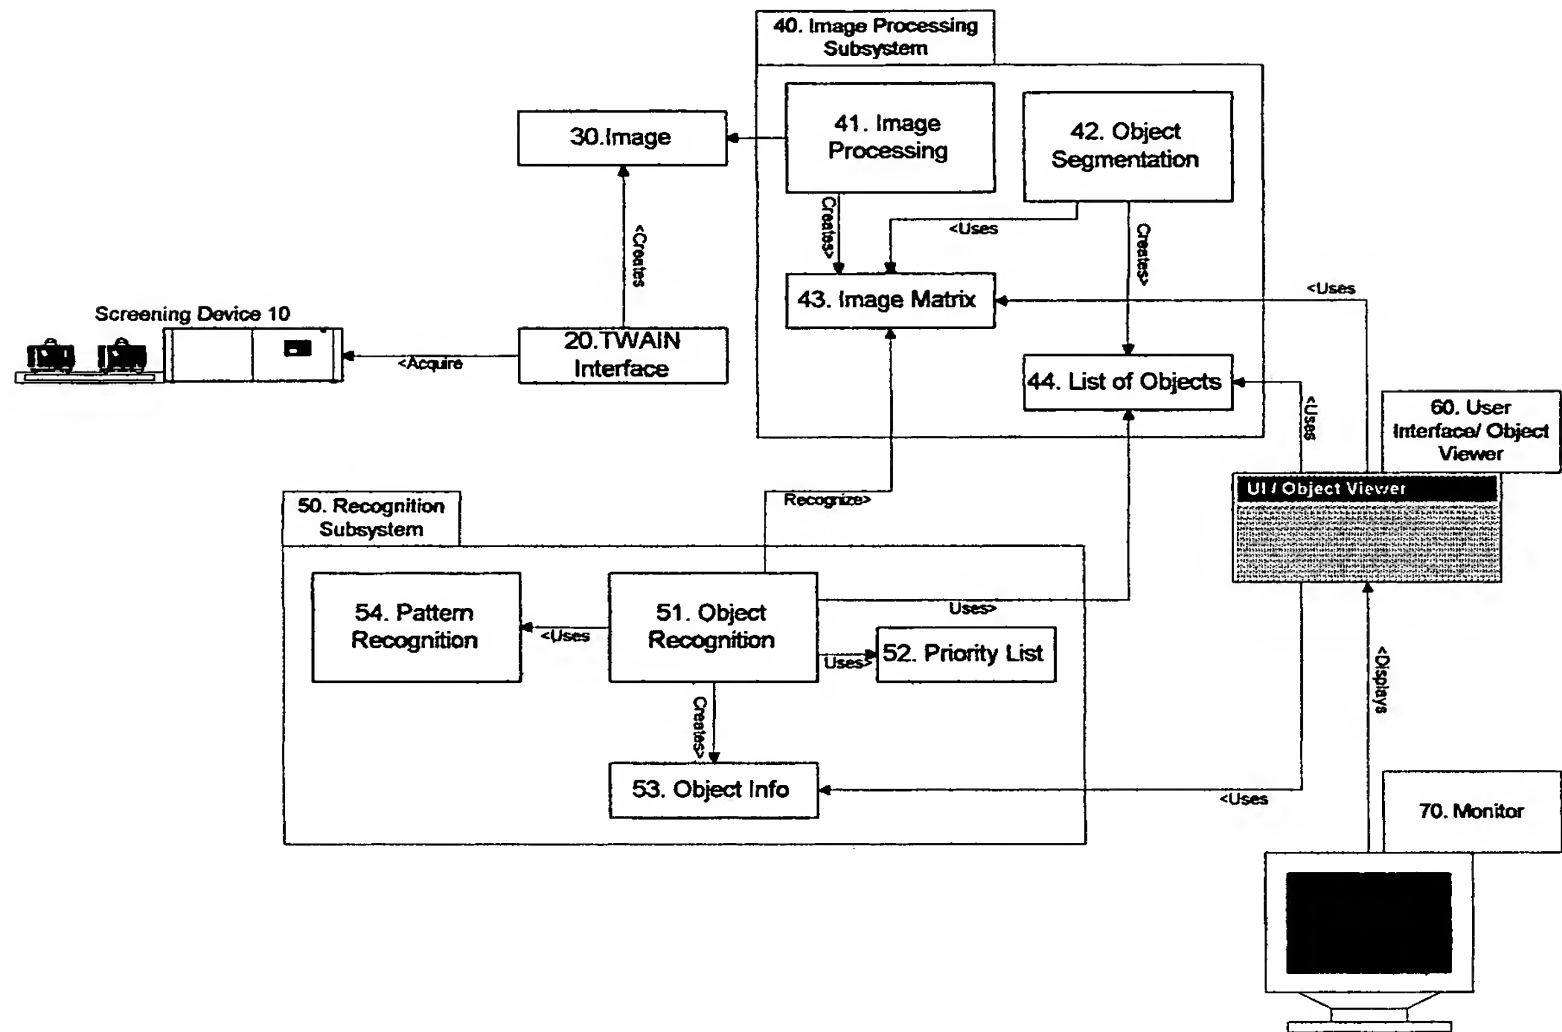 40. Image Processing
Subsystem
41. Image
Processing
42. Object
Segmentation
30.Image
Creates>
<Uses
Creates>
<Creates
43. Image Matrix
<Uses
Screening Device 10
20.TWAIN
Interface
<Acquire
44. List of Objects
<Uses
60. User
Interface/ Object
Viewer
UI / Object Viewer
50. Recognition
Subsystem
Recognize>
54. Pattern
Recognition
<Uses
51. Object
Recognition
Uses>
Uses>
52. Priority List
Creates>
53. Object Info
<Uses
<Displays
70. Monitor